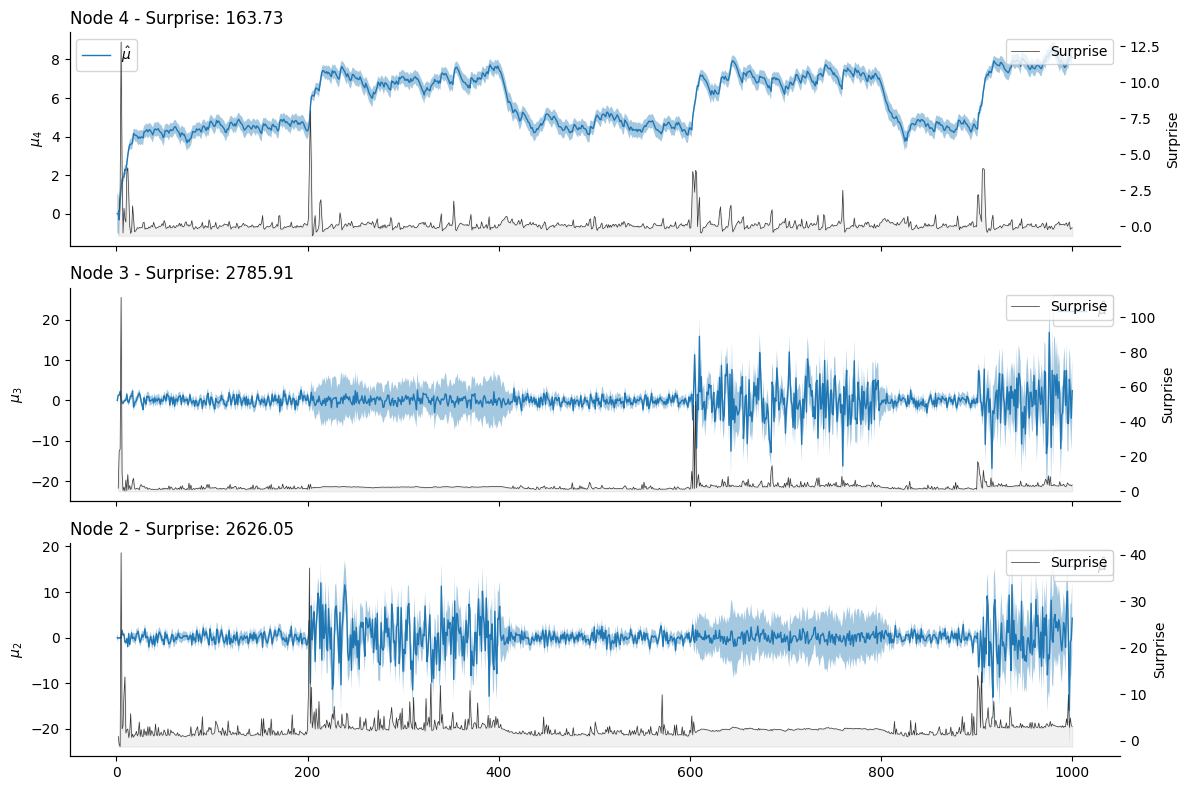 Node 4 - Surprise: 163.73
μ̂
Surprise
8
6
4
2
0
μ₄
12.5
10.0
7.5
5.0
2.5
0.0
Surprise
Node 3 - Surprise: 2785.91
Surprise
20
10
0
−10
−20
μ₃
100
80
60
40
20
0
Surprise
Node 2 - Surprise: 2626.05
Surprise
20
10
0
−10
−20
μ₂
40
30
20
10
0
Surprise
0 200 400 600 800 1000